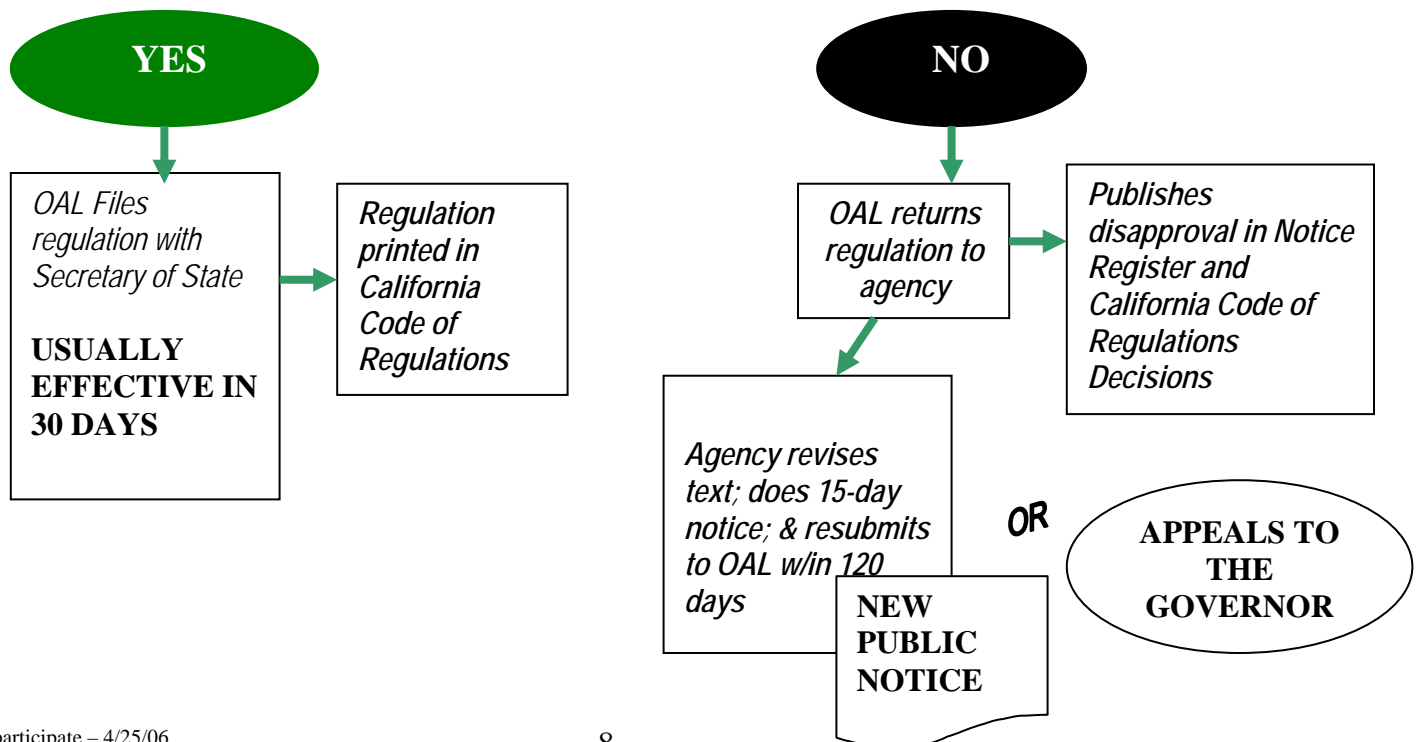 YES
OAL Files
regulation with
Secretary of State
USUALLY
EFFECTIVE IN
30 DAYS
Regulation
printed in
California
Code of
Regulations
NO
OAL returns
regulation to
agency
Publishes
disapproval in Notice
Register and
California Code of
Regulations
Decisions
Agency revises
text; does 15-day
notice; & resubmits
to OAL w/in 120
days
NEW
PUBLIC
NOTICE
OR
APPEALS TO
THE
GOVERNOR
participate – 4/25/06
8